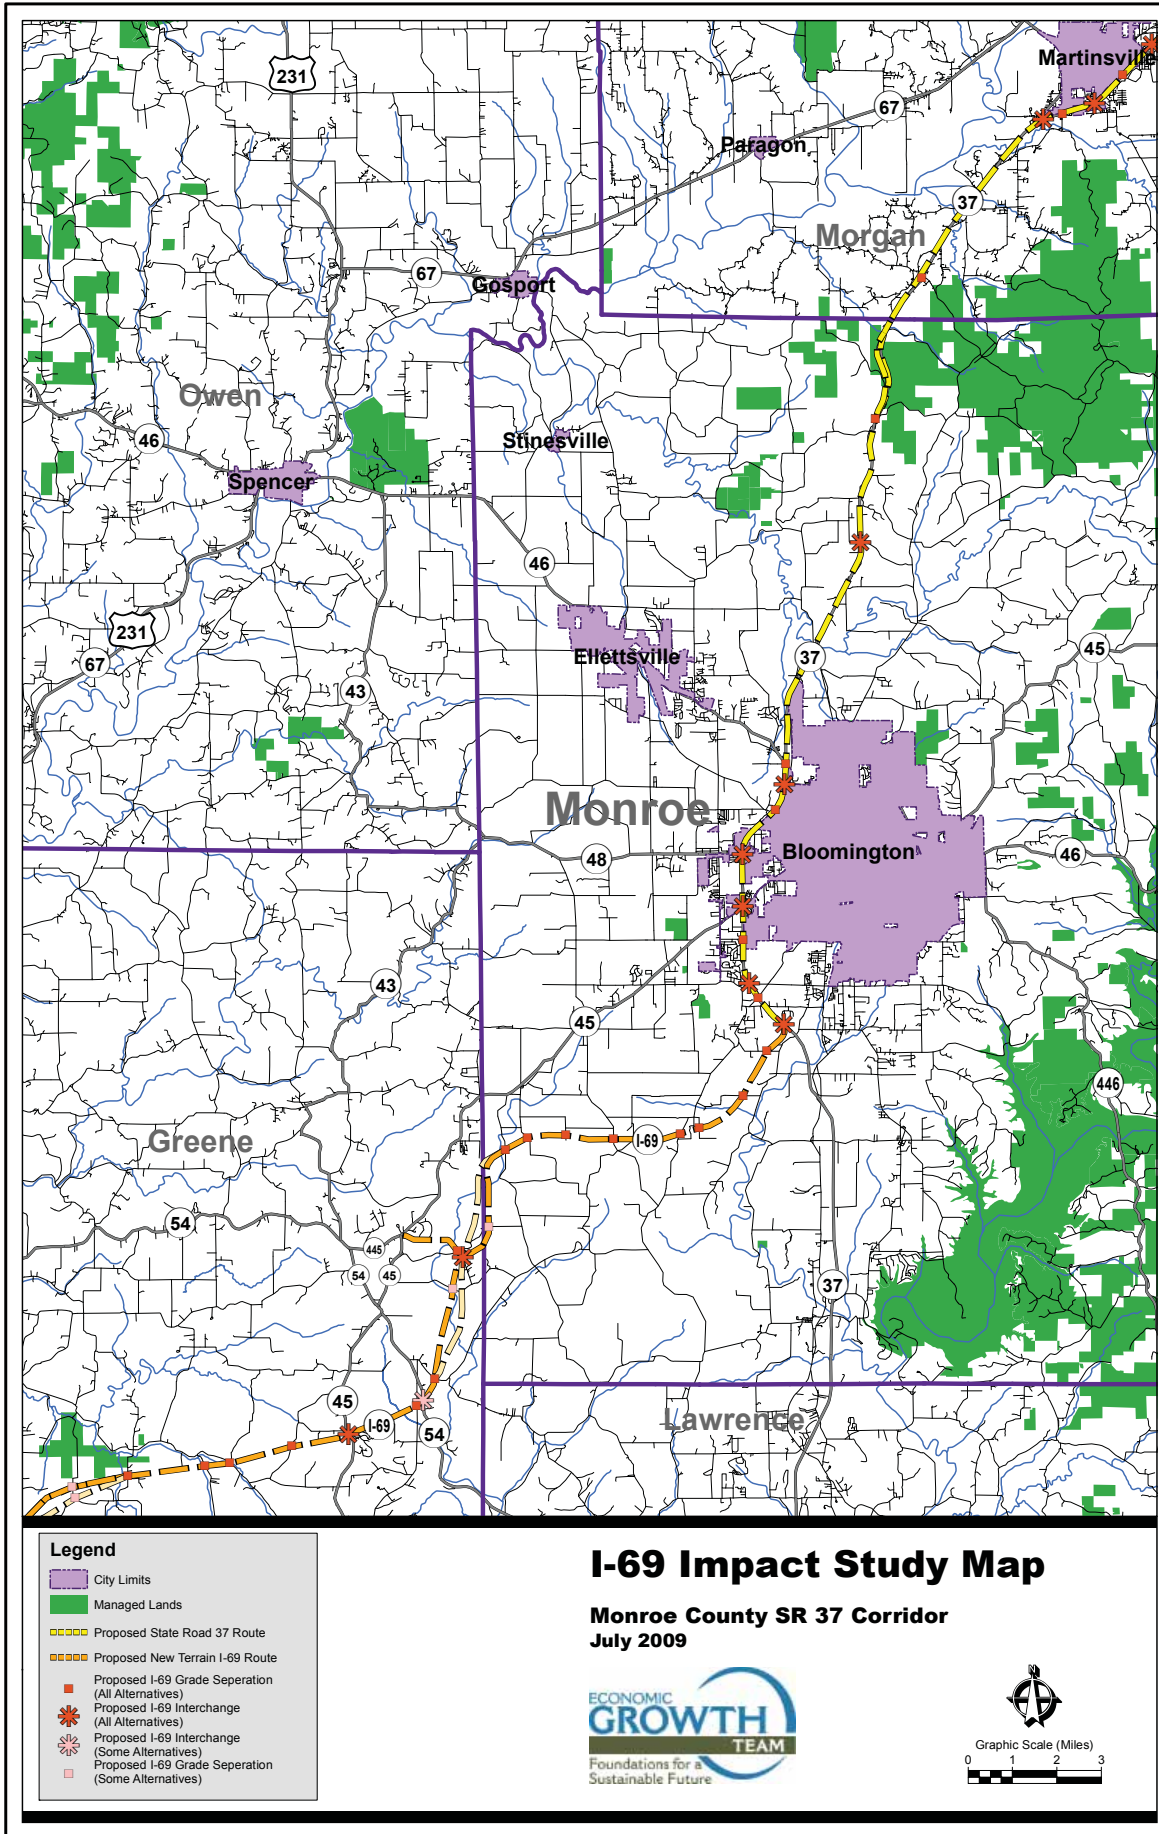 Martinsville
231
67
Paragon
37
Morgan
67
Gosport
Owen
46
Stinesville
Spencer
46
231
67
43
Ellettsville
37
45
Monroe
48
Bloomington
46
43
45
446
Greene
I-69
54
445
54
45
37
45
I-69
54
Lawrence
Legend
City Limits
Managed Lands
Proposed State Road 37 Route
Proposed New Terrain I-69 Route
Proposed I-69 Grade Seperation
(All Alternatives)
Proposed I-69 Interchange
(All Alternatives)
Proposed I-69 Interchange
(Some Alternatives)
Proposed I-69 Grade Seperation
(Some Alternatives)
I-69 Impact Study Map
Monroe County SR 37 Corridor
July 2009
ECONOMIC
GROWTH
TEAM
Foundations for a
Sustainable Future
N
Graphic Scale (Miles)
0 1 2 3